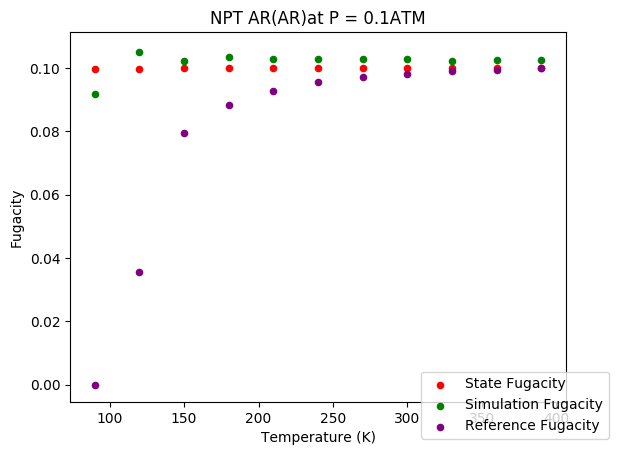 NPT AR(AR)at P = 0.1ATM
0.10
0.08
0.06
0.04
0.02
0.00
Fugacity
100
150
200
250
300
350
400
Temperature (K)
State Fugacity
Simulation Fugacity
Reference Fugacity